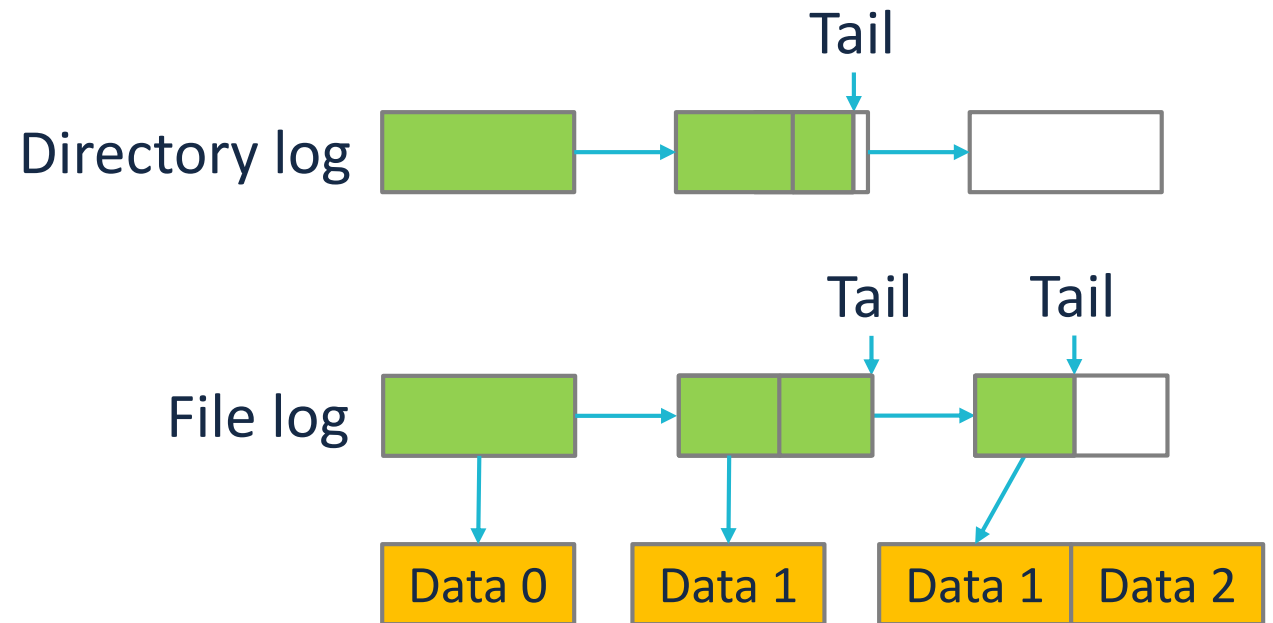 Tail
Directory log
Tail Tail
File log
Data 0 Data 1 Data 1 Data 2